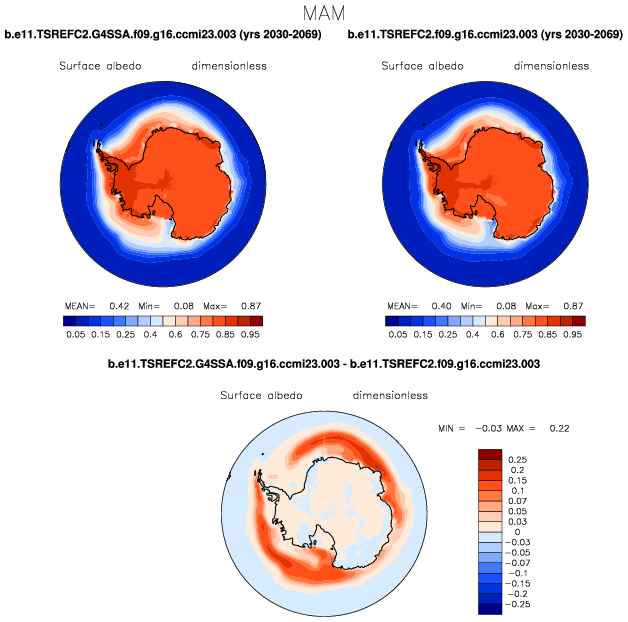 MAM
b.e11.TSREFC2.G4SSA.f09.g16.ccmi23.003 (yrs 2030-2069)
b.e11.TSREFC2.f09.g16.ccmi23.003 (yrs 2030-2069)
Surface albedo dimensionless
Surface albedo dimensionless
MEAN= 0.42 Min= 0.08 Max= 0.87
0.05 0.15 0.25 0.4 0.6 0.75 0.85 0.95
MEAN= 0.40 Min= 0.08 Max= 0.87
0.05 0.15 0.25 0.4 0.6 0.75 0.85 0.95
b.e11.TSREFC2.G4SSA.f09.g16.ccmi23.003 - b.e11.TSREFC2.f09.g16.ccmi23.003
Surface albedo dimensionless
MIN = -0.03 MAX = 0.22
0.25
0.2
0.15
0.1
0.07
0.05
0.03
0
-0.03
-0.05
-0.07
-0.1
-0.15
-0.2
-0.25